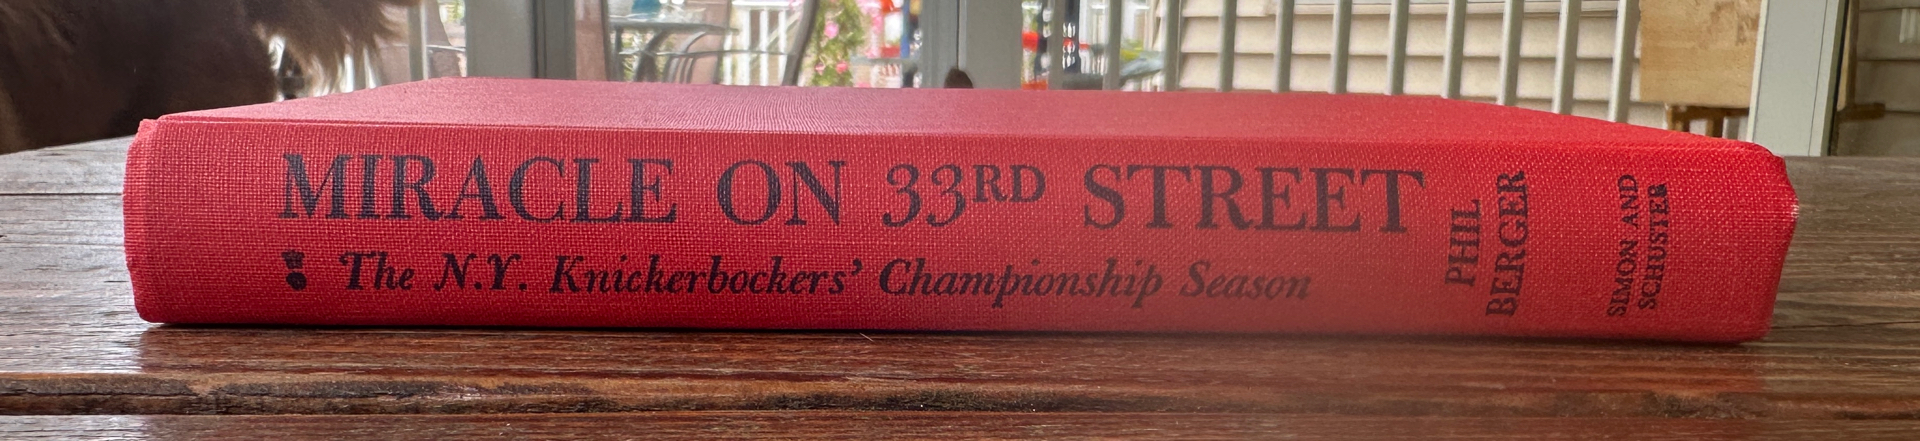 MIRACLE ON 33RD STREET
The N.Y. Knickerbockers' Championship Season
PHIL
BERGER
SIMON AND
SCHUSTER